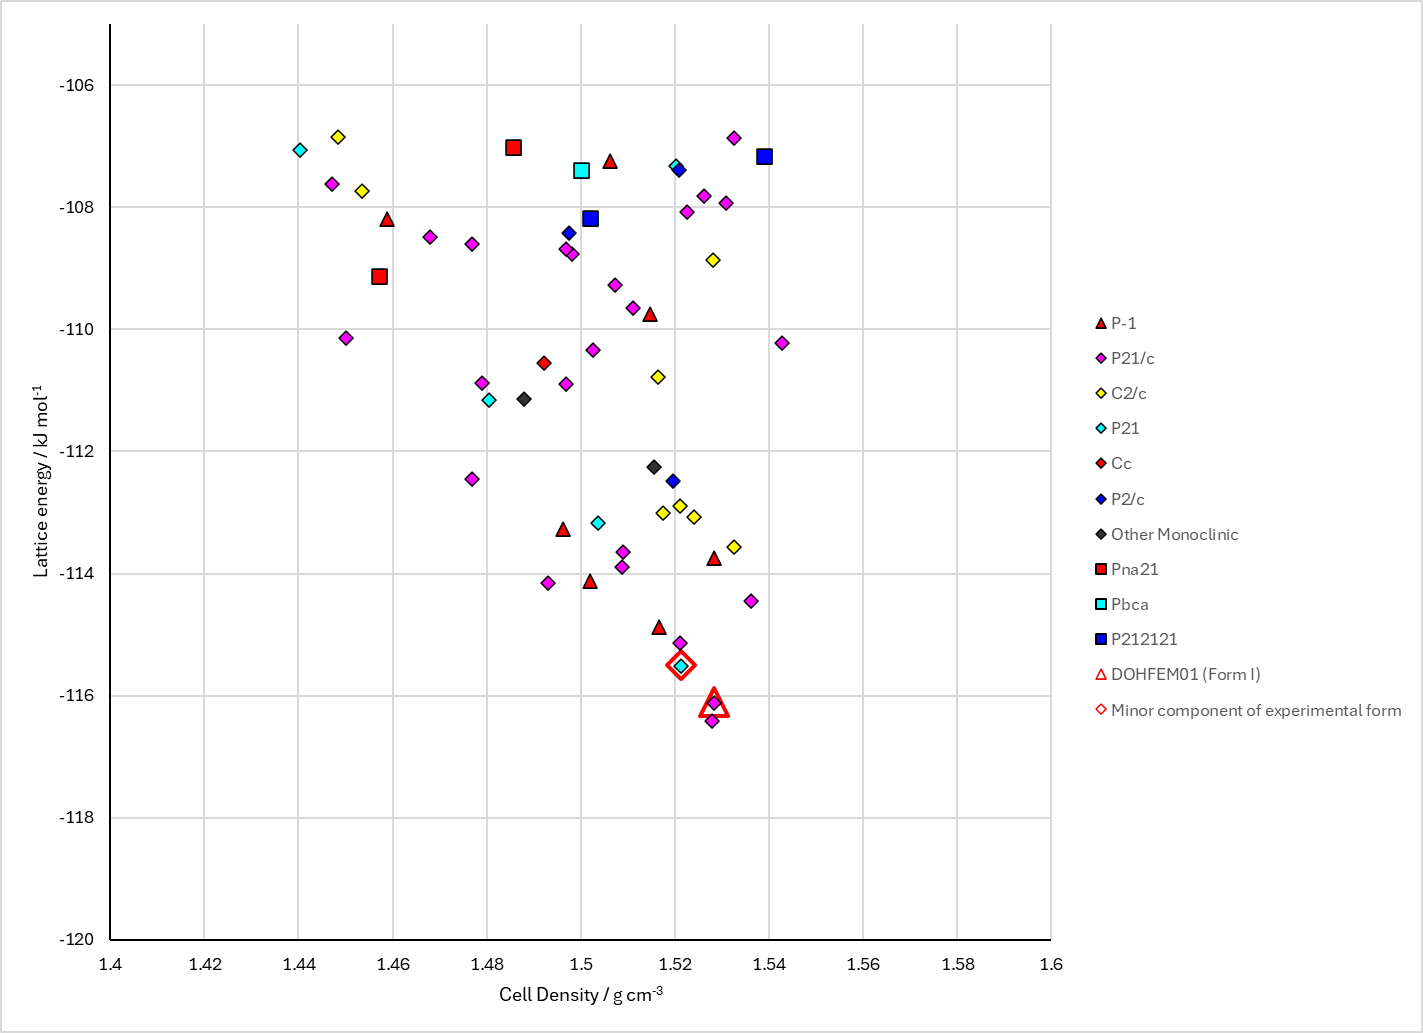 -106
-108
-110
-112
-114
-116
-118
-120
1.4 1.42 1.44 1.46 1.48 1.5 1.52 1.54 1.56 1.58 1.6
Lattice energy / kJ mol-1
Cell Density / g cm-3
P-1
P21/c
C2/c
P21
Cc
P2/c
Other Monoclinic
Pna21
Pbca
P212121
DOHFEM01 (Form I)
Minor component of experimental form